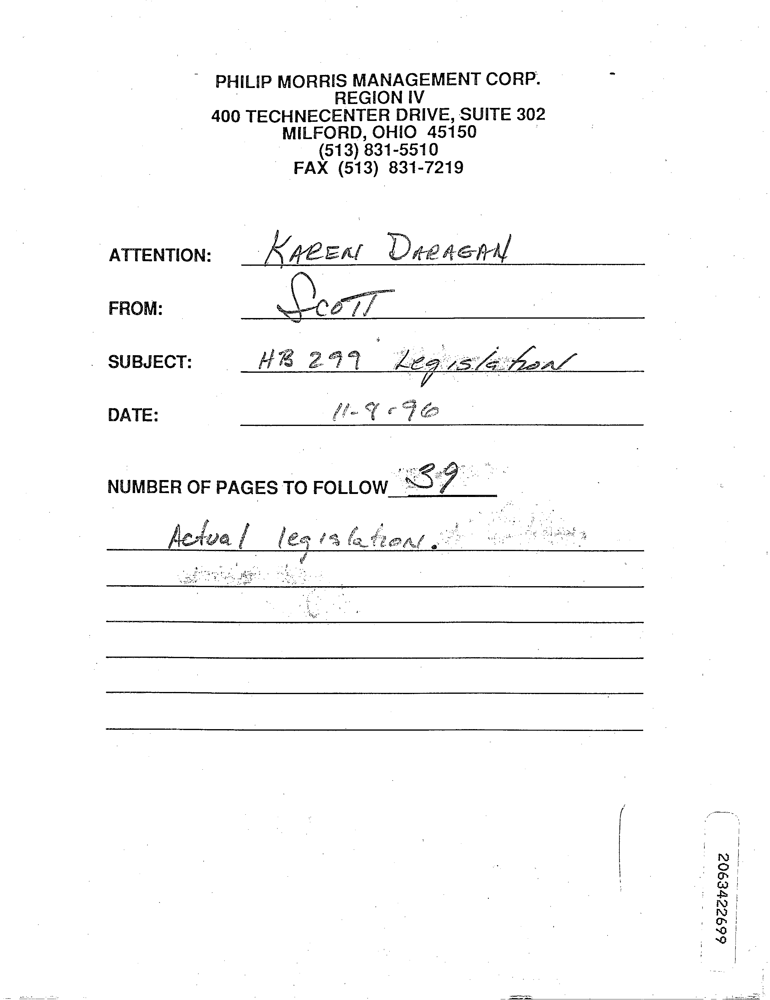 PHILIP MORRIS MANAGEMENT CORP.
REGION IV
400 TECHNECENTER DRIVE, SUITE 302
MILFORD, OHIO 45150
(513) 831-5510
FAX (513) 831-7219
ATTENTION: KAREN DARAGAN
FROM: SCOTT
SUBJECT: HB 299 Legislation
DATE: 11-8-96
NUMBER OF PAGES TO FOLLOW 39
Actual legislation.
2063422699